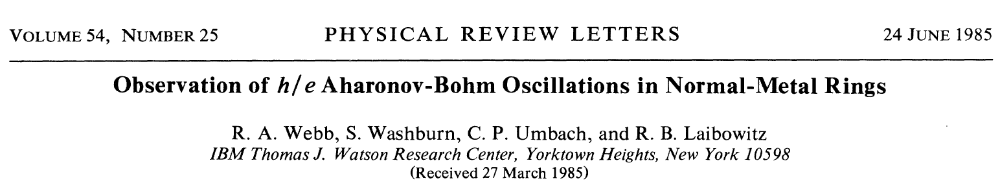 VOLUME 54, NUMBER 25 PHYSICAL REVIEW LETTERS 24 JUNE 1985
Observation of h/e Aharonov-Bohm Oscillations in Normal-Metal Rings
R. A. Webb, S. Washburn, C. P. Umbach, and R. B. Laibowitz
IBM Thomas J. Watson Research Center, Yorktown Heights, New York 10598
(Received 27 March 1985)